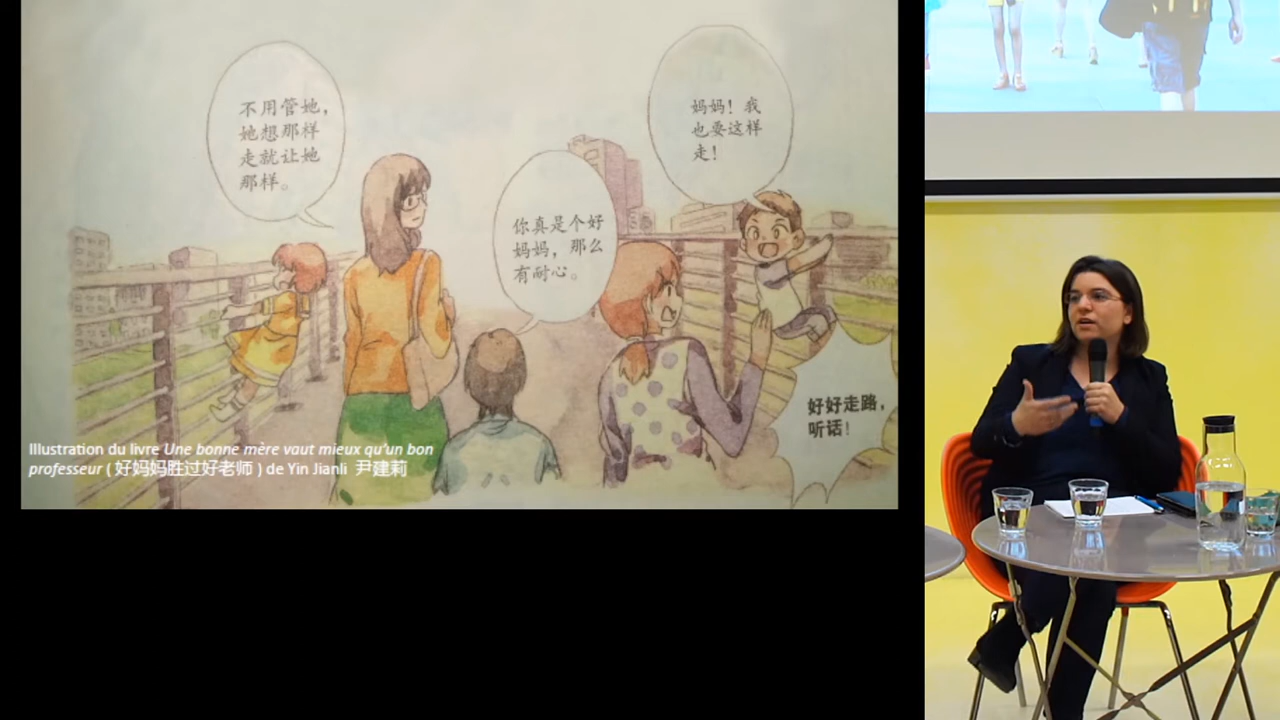 不用管她，
她想那样
走就让她
那样。
你真是个好
妈妈，那么
有耐心。
妈妈！我
也要这样
走！
好好走路，
听话！
Illustration du livre Une bonne mère vaut mieux qu'un bon
professeur ( 好妈妈胜过好老师 ) de Yin Jianli 尹建莉